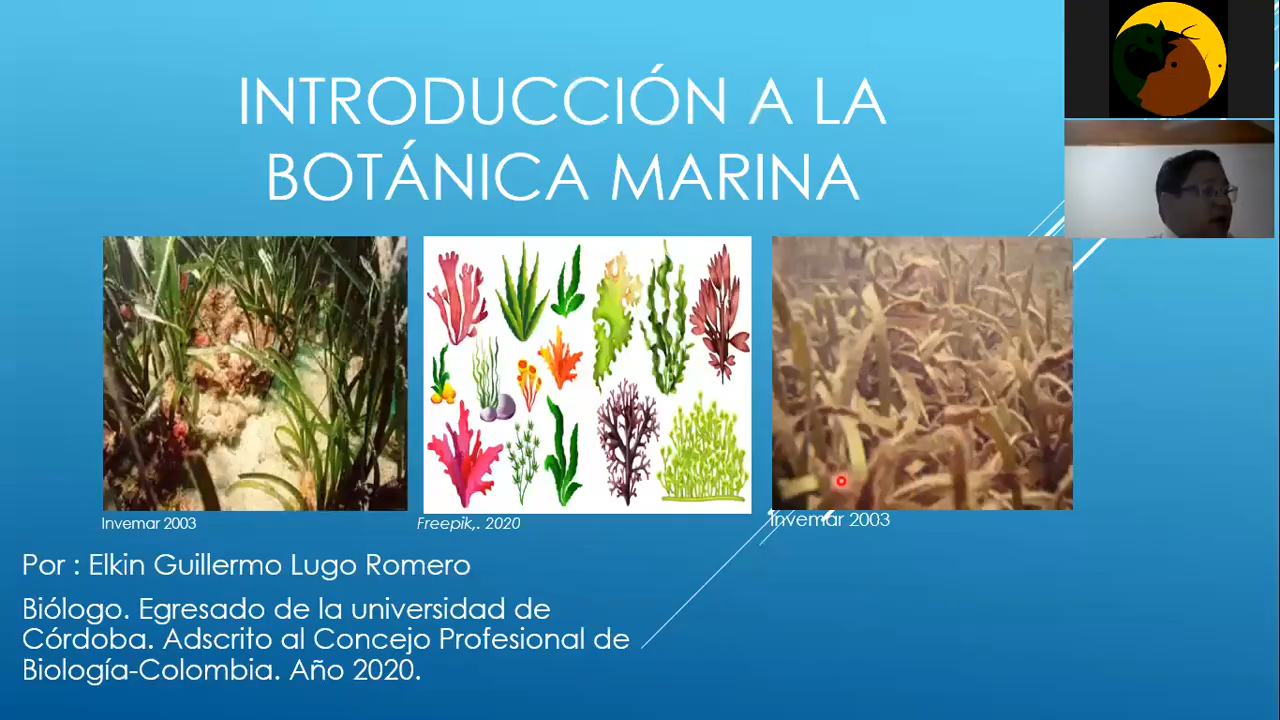 INTRODUCCIÓN A LA
BOTÁNICA MARINA
Invemar 2003
Freepik,. 2020
Invemar 2003
Por : Elkin Guillermo Lugo Romero
Biólogo. Egresado de la universidad de
Córdoba. Adscrito al Concejo Profesional de
Biología-Colombia. Año 2020.